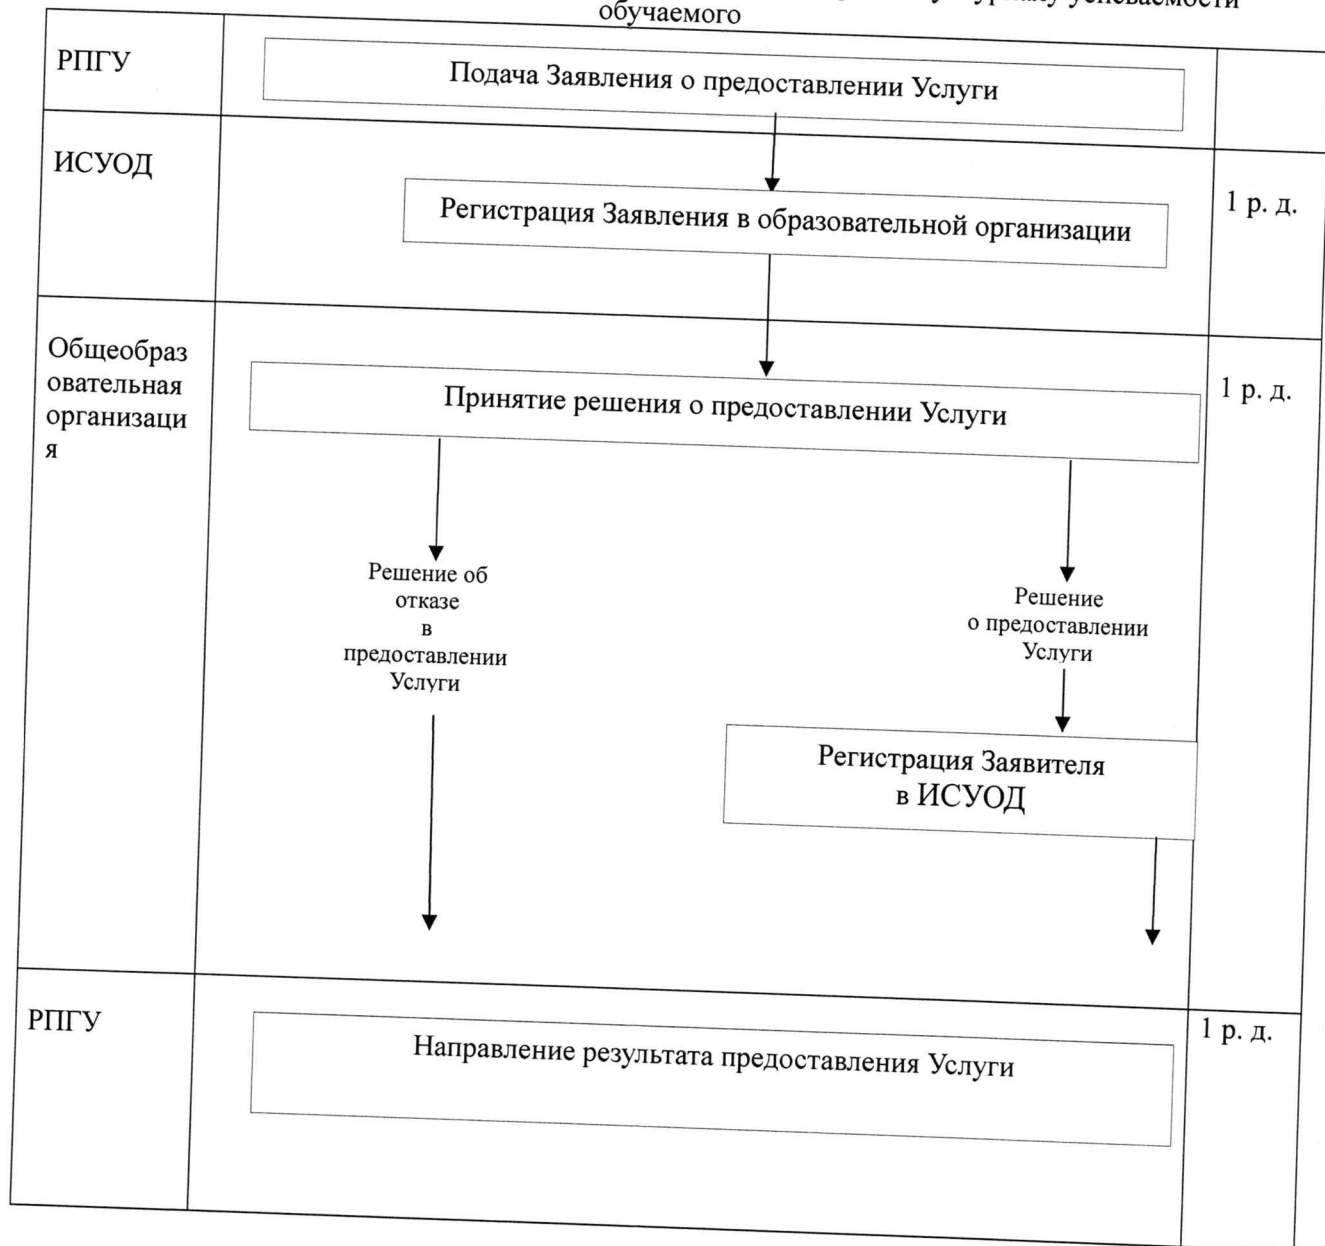 успеваемости
обучаемого
РПГУ
Подача Заявления о предоставлении Услуги
ИСУОД
Регистрация Заявления в образовательной организации
1 р. д.
Общеобраз
овательная
организаци
я
Принятие решения о предоставлении Услуги
1 р. д.
Решение об
отказе
в
предоставлении
Услуги
Решение
о предоставлении
Услуги
Регистрация Заявителя
в ИСУОД
РПГУ
Направление результата предоставления Услуги
1 р. д.